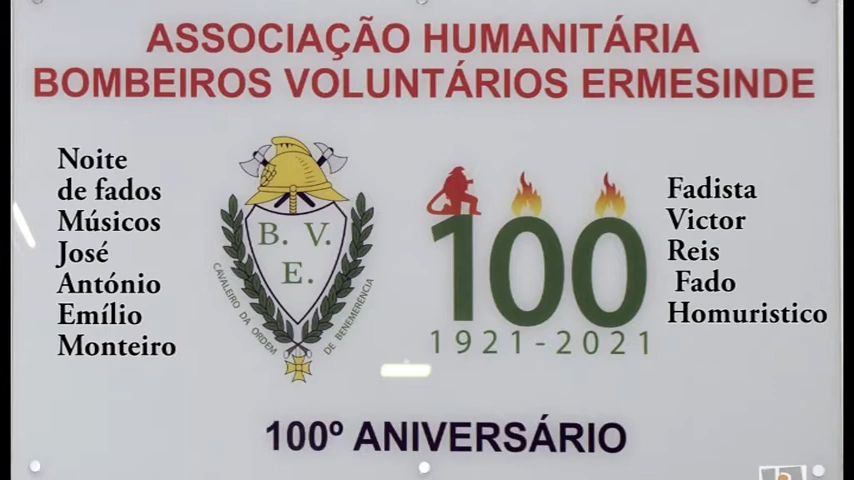 ASSOCIAÇÃO HUMANITÁRIA
BOMBEIROS VOLUNTÁRIOS ERMESINDE
Noite
de fados
Músicos
José
António
Emílio
Monteiro
B. V.
E.
CAVALEIRO DA ORDEM
DE BENEMERÊNCIA
100
1921-2021
Fadista
Victor
Reis
Fado
Homuristico
100º ANIVERSÁRIO